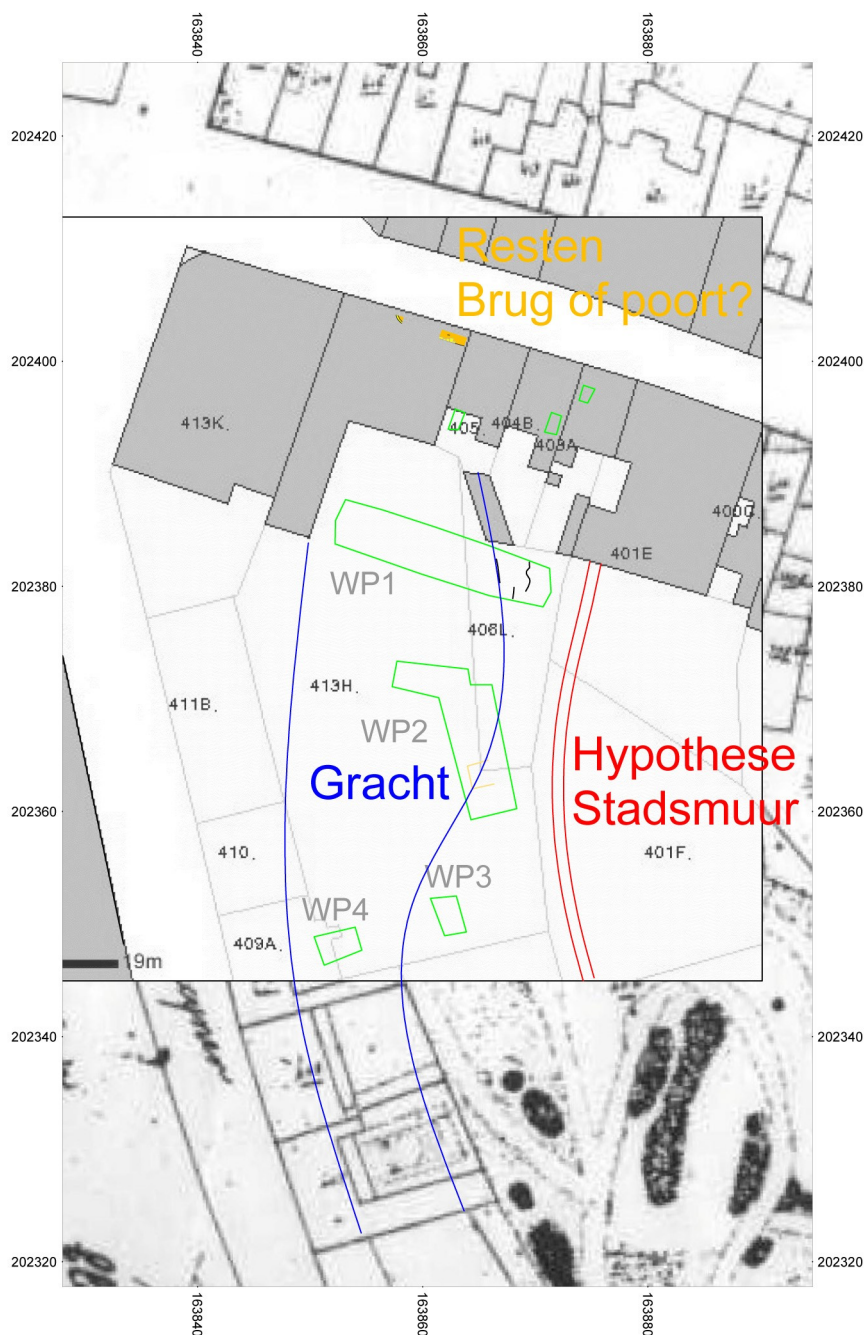 163840
163860
163880
202420
202420
Resten
Brug of poort?
202400
202400
413K.
405.
404B.
403A
400C.
401E
202380
202380
WP1
406L.
413H.
411B.
WP2
Hypothese
Stadsmuur
Gracht
202360
202360
410.
401F.
WP3
WP4
409A.
19m
202340
202340
202320
202320
163840
163860
163880